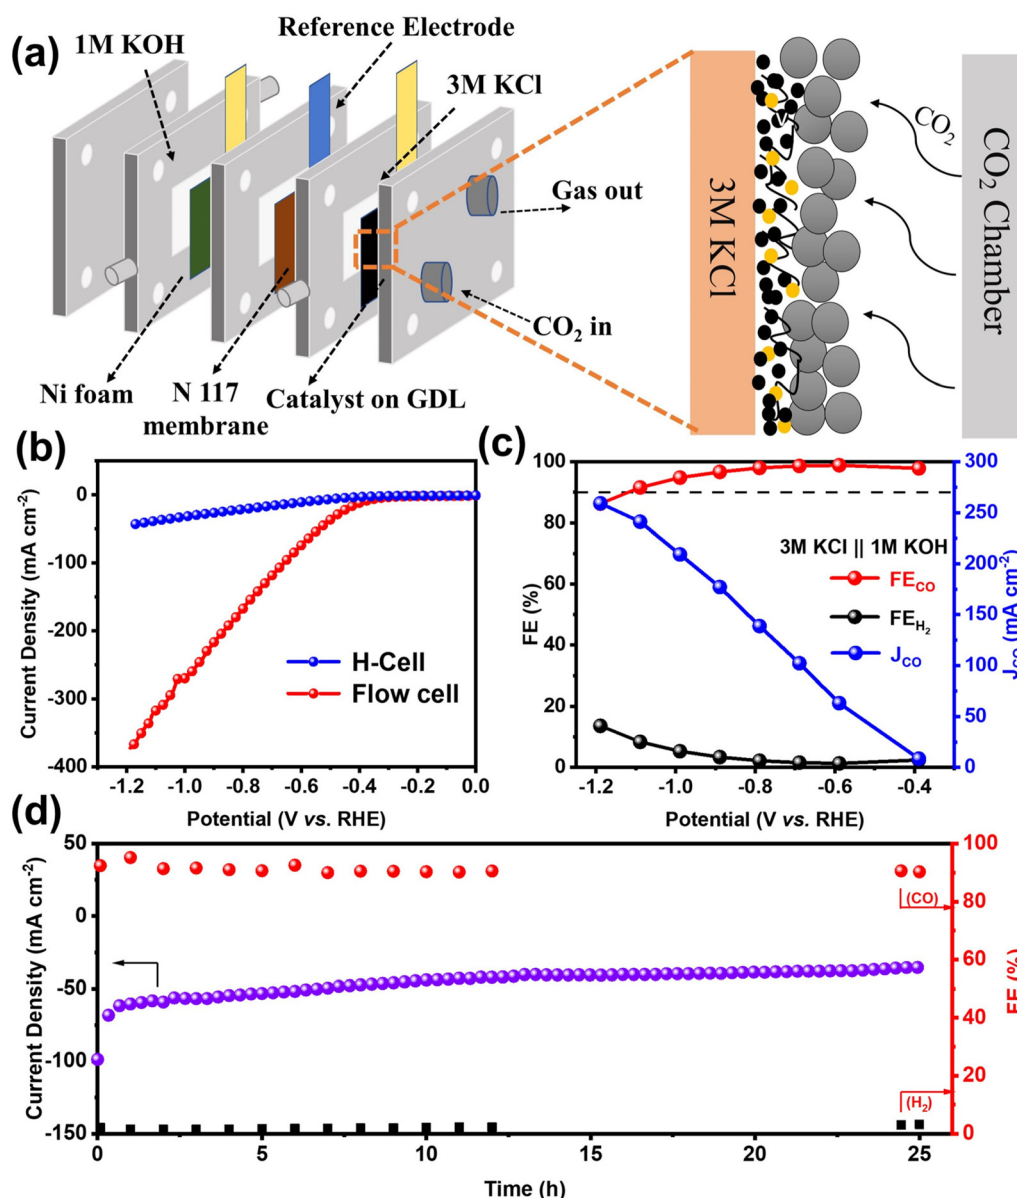 (a)
1M KOH
Reference Electrode
3M KCl
Gas out
CO2 in
Ni foam
N 117
membrane
Catalyst on GDL
3M KCl
CO2
CO2 Chamber
(b)
Current Density (mA cm-2)
0
-100
-200
-300
-400
H-Cell
Flow cell
-1.2 -1.0 -0.8 -0.6 -0.4 -0.2 0.0
Potential (V vs. RHE)
(c)
FE (%)
100
80
60
40
20
0
3M KCl || 1M KOH
FECO
FEH2
JCO
300
250
200
150
100
50
0
JCO (mA cm-2)
-1.2 -1.0 -0.8 -0.6 -0.4
Potential (V vs. RHE)
(d)
Current Density (mA cm-2)
50
0
-50
-100
-150
(CO)
(H2)
100
80
60
40
20
0
FE (%)
0 5 10 15 20 25
Time (h)